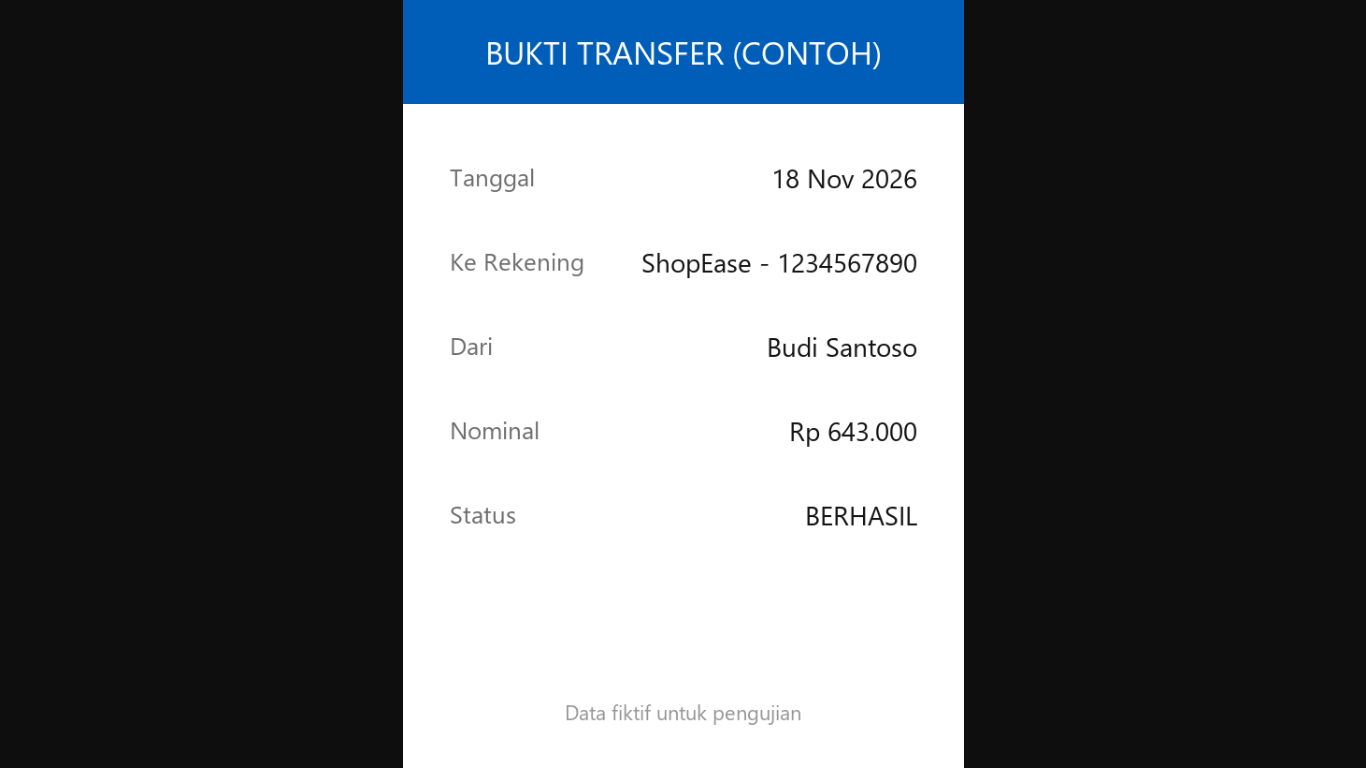 BUKTI TRANSFER (CONTOH)
Tanggal 18 Nov 2026
Ke Rekening ShopEase - 1234567890
Dari Budi Santoso
Nominal Rp 643.000
Status BERHASIL
Data fiktif untuk pengujian